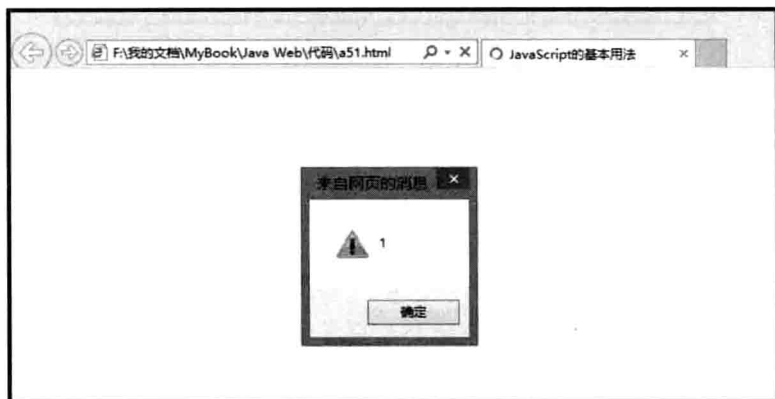 F:\我的文档\MyBook\Java Web\代码\a51.html
JavaScript的基本用法
来自网页的消息
1
确定